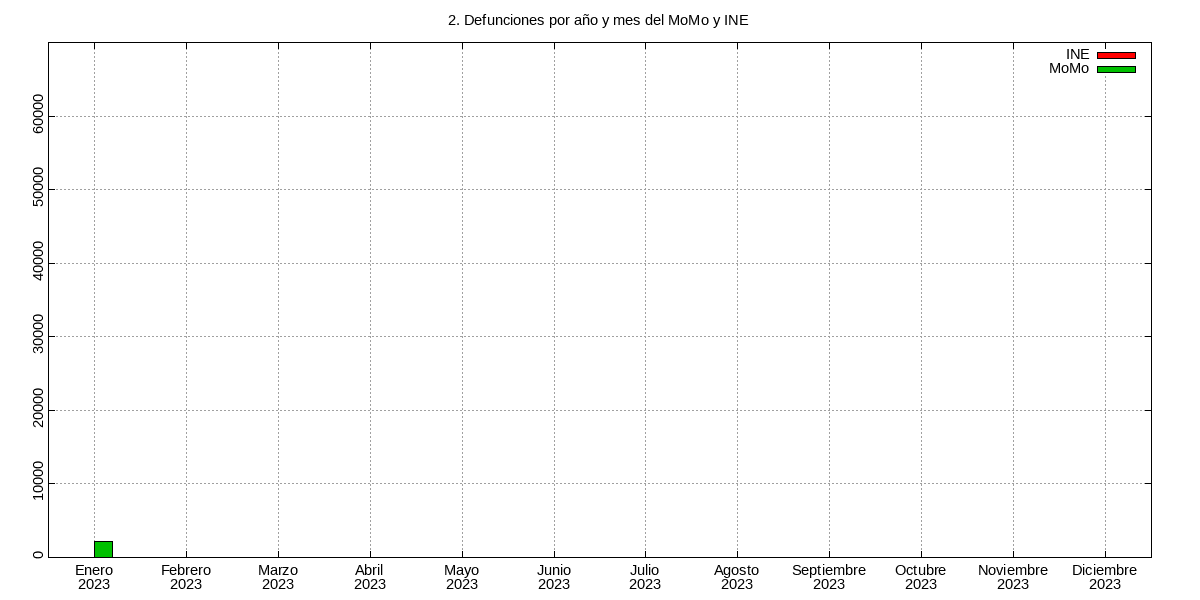 2. Defunciones por año y mes del MoMo y INE
INE
MoMo
60000
50000
40000
30000
20000
10000
0
Enero Febrero Marzo Abril Mayo Junio Julio Agosto Septiembre Octubre Noviembre Diciembre
2023 2023 2023 2023 2023 2023 2023 2023 2023 2023 2023 2023